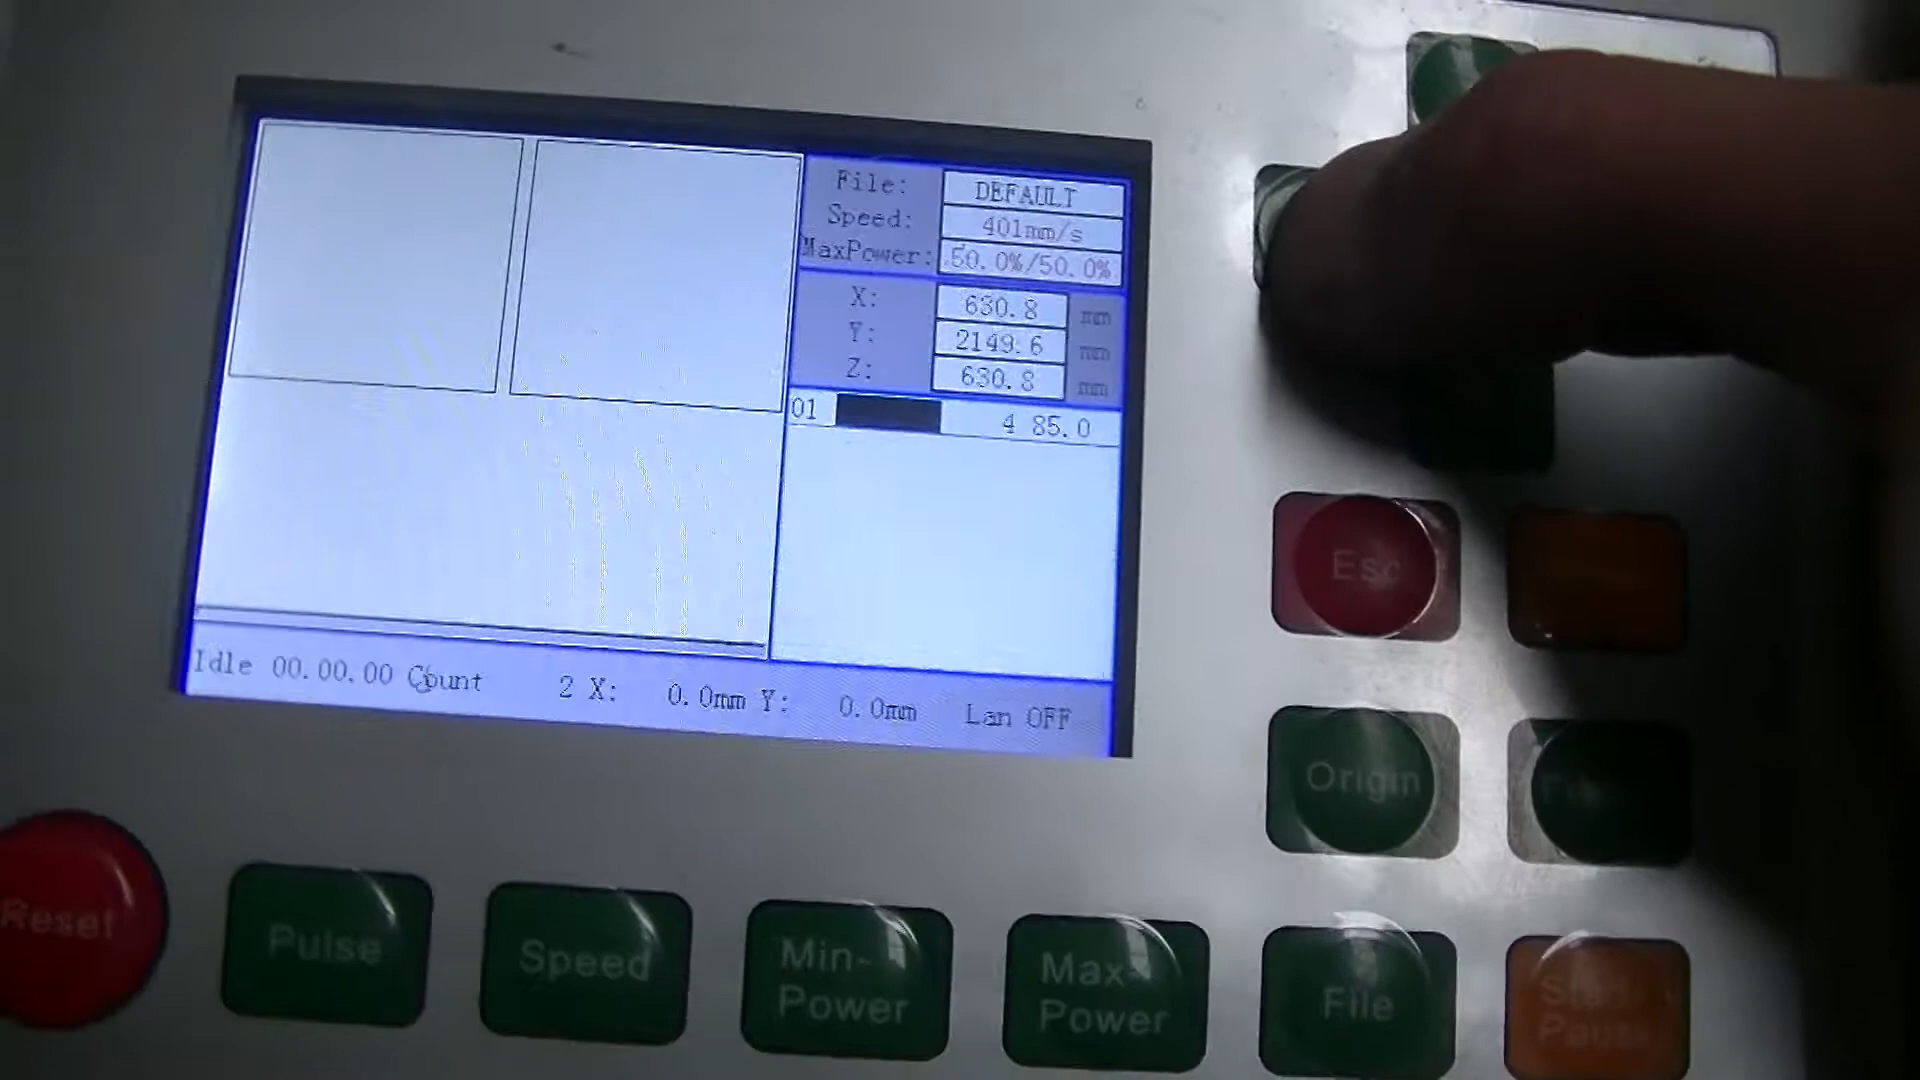 File: DEFAULT
Speed: 401mm/s
MaxPower: 50.0%/50.0%
X: 630.8 mm
Y: 2149.6 mm
Z: 630.8 mm
01 4 85.0
Idle 00.00.00 Count 2 X: 0.0mm Y: 0.0mm Lan OFF
Esc
Origin
Reset
Pulse
Speed
Min-
Power
Max-
Power
File
Start
Pause